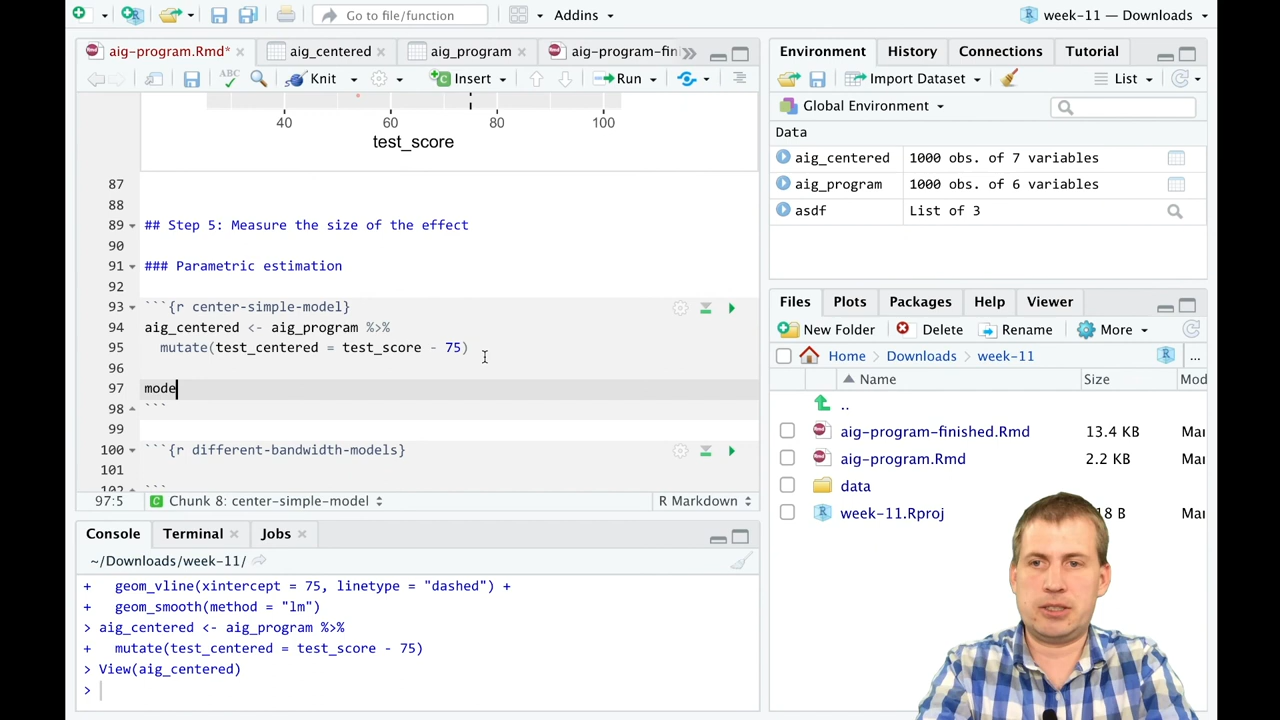 Go to file/function
Addins
week-11 — Downloads
aig-program.Rmd*
aig_centered
aig_program
aig-program-fin
Knit
Insert
Run
40 60 80 100
test_score
87
88
89 ## Step 5: Measure the size of the effect
90
91 ### Parametric estimation
92
93 ```{r center-simple-model}
94 aig_centered <- aig_program %>%
95 mutate(test_centered = test_score - 75)
96
97 mode
98 ```
99
100 ```{r different-bandwidth-models}
101
102 ```
97:5 Chunk 8: center-simple-model R Markdown
Console Terminal Jobs
~/Downloads/week-11/
+ geom_vline(xintercept = 75, linetype = "dashed") +
+ geom_smooth(method = "lm")
> aig_centered <- aig_program %>%
+ mutate(test_centered = test_score - 75)
> View(aig_centered)
>
Environment History Connections Tutorial
Import Dataset List
Global Environment
Data
aig_centered 1000 obs. of 7 variables
aig_program 1000 obs. of 6 variables
asdf List of 3
Files Plots Packages Help Viewer
New Folder Delete Rename More
Home > Downloads > week-11 ...
Name Size Mod
..
aig-program-finished.Rmd 13.4 KB Mar
aig-program.Rmd 2.2 KB Mar
data
week-11.Rproj 18 B Mar